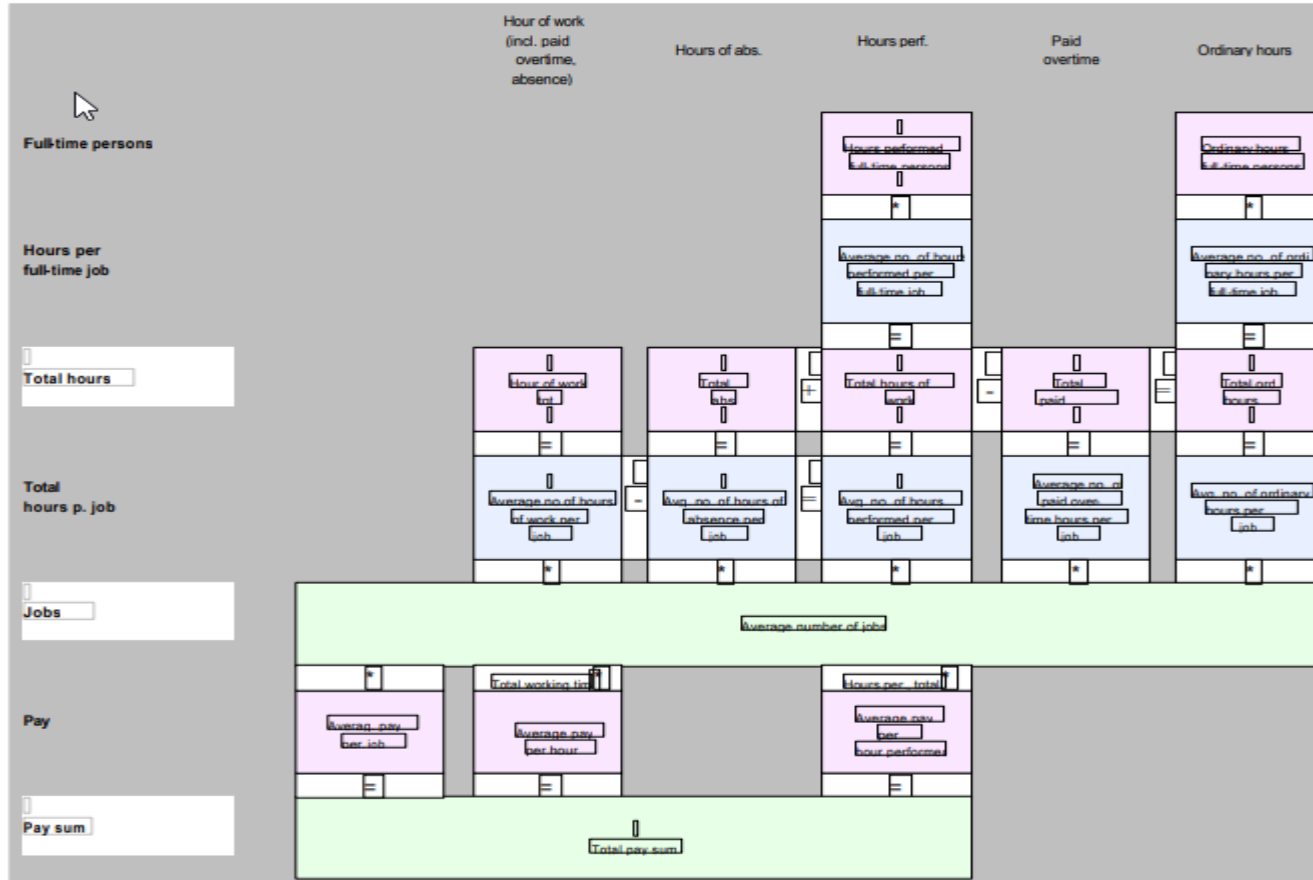 Hour of work
(incl. paid
overtime,
absence)
Hours of abs.
Hours perf.
Paid
overtime
Ordinary hours
Full-time persons
Hours performed
full-time persons
Ordinary hours
full-time persons
*
*
Hours per
full-time job
Average no. of hours
performed per
full-time job
Average no. of ordi
nary hours per
full-time job
=
=
Total hours
Hour of work
tot.
Total
abs
+
Total hours of
work
-
Total
paid
=
Total ord
hours
=
=
=
=
=
Total
hours p. job
Average no of hours
of work per
job
-
Avg. no. of hours of
absence per
job
=
Avg. no. of hours
performed per
job
Average no. of
paid over-
time hours per
job
Avg. no. of ordinary
hours per
job
*
*
*
*
*
Jobs
Average number of jobs
*
Total working tim
*
Hours per., total
*
Pay
Averag. pay
per job
Average pay
per hour
Average pay
per
hour performed
=
=
=
Pay sum
Total pay sum